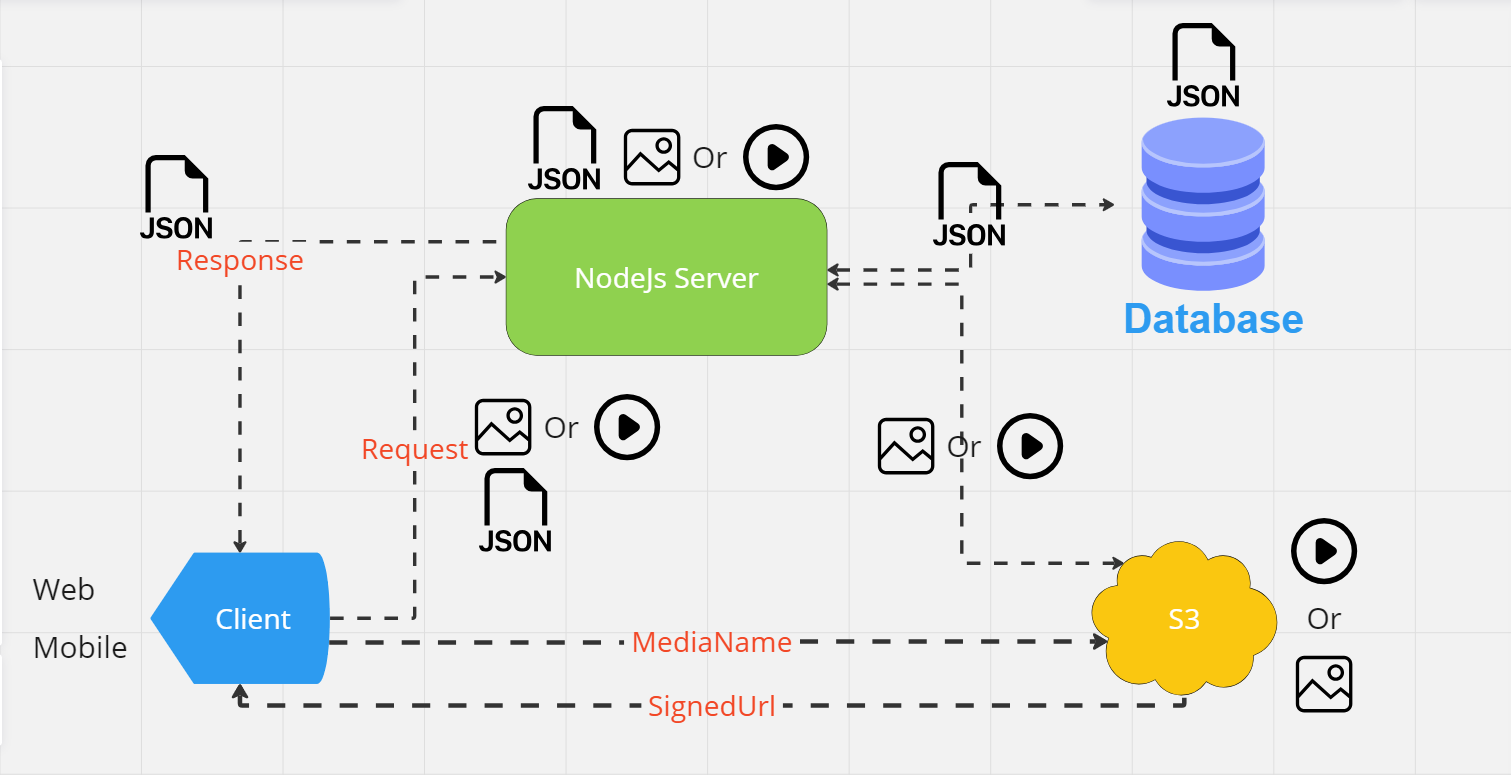 JSON
JSON
Or
JSON
JSON
Response
NodeJs Server
Database
Request
Or
JSON
Or
Web
Mobile
Client
S3
Or
MediaName
SignedUrl